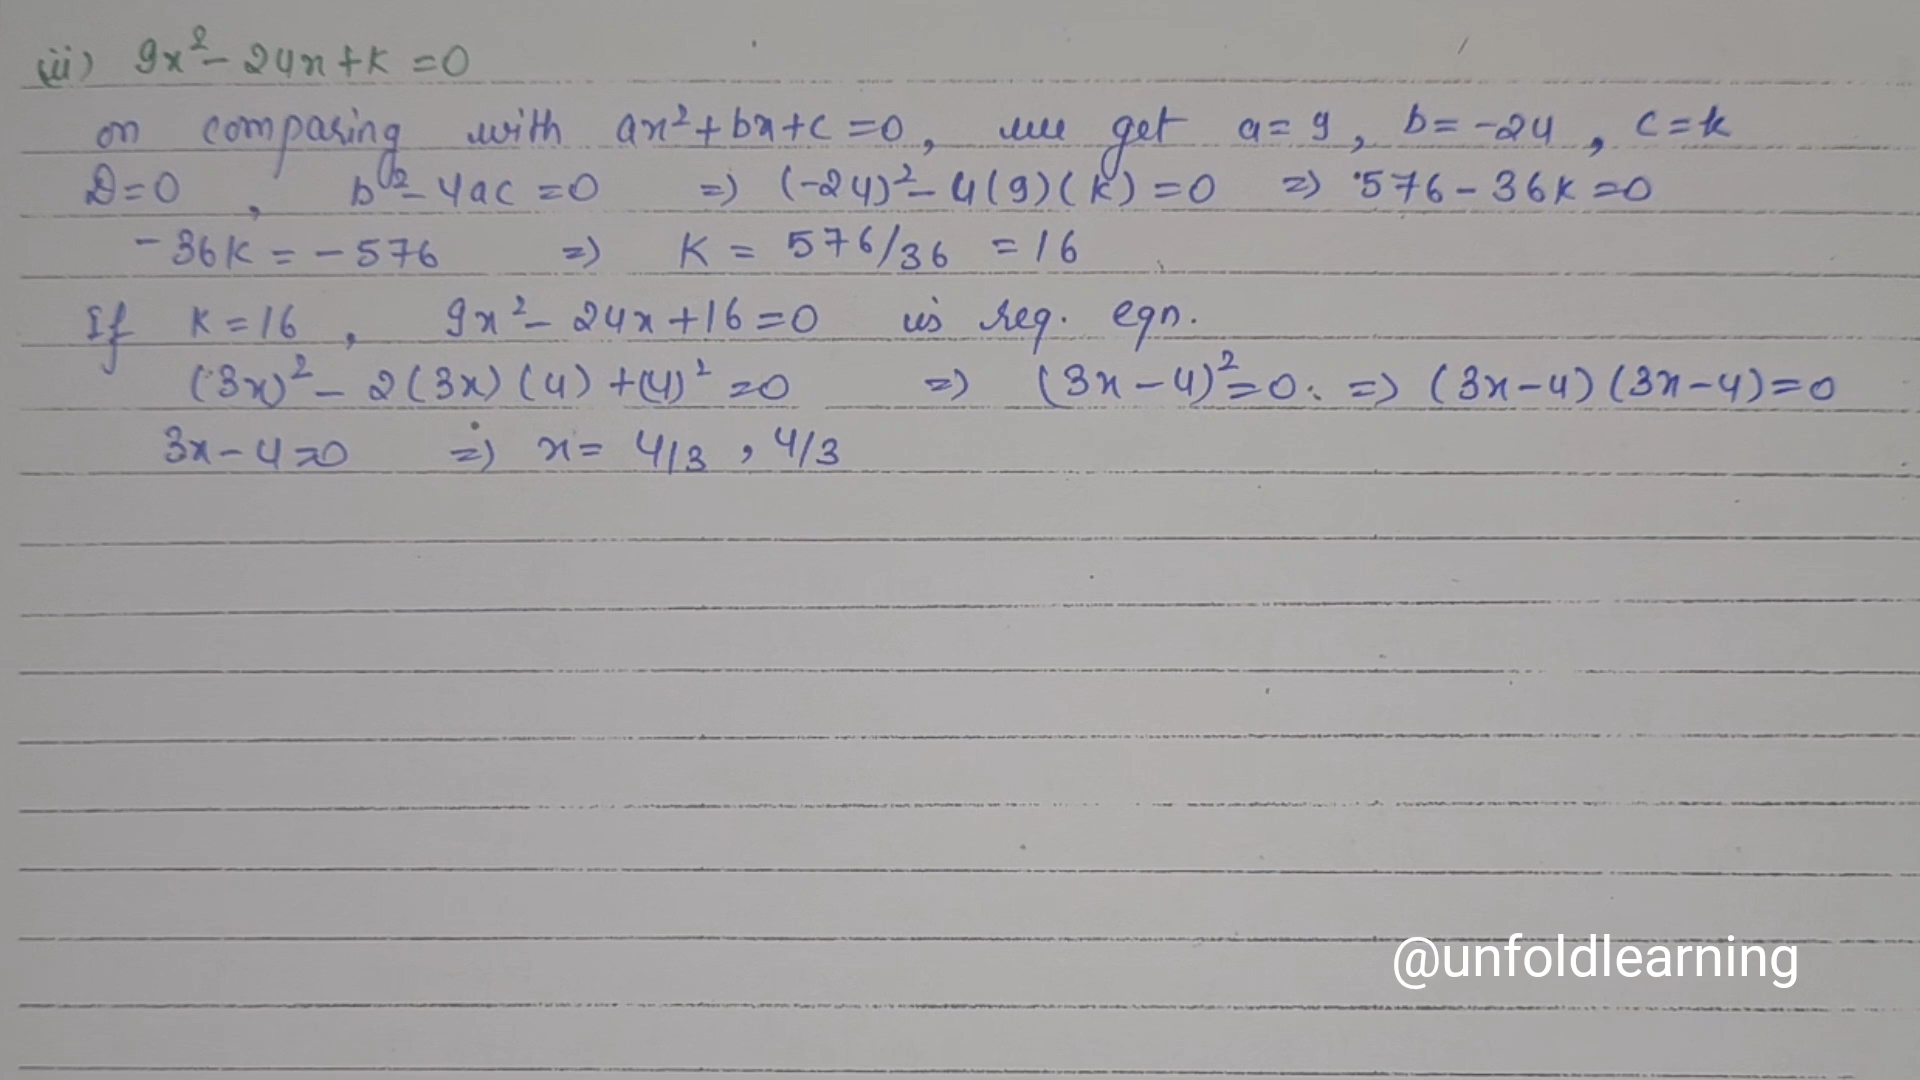 (ii) 9x² - 24x + k = 0
on comparing with ax² + bx + c = 0, we get a = 9, b = -24, c = k
D = 0, b² - 4ac = 0 => (-24)² - 4(9)(k) = 0 => 576 - 36k = 0
-36k = -576 => k = 576/36 = 16
If k = 16, 9x² - 24x + 16 = 0 is req. eqn.
(3x)² - 2(3x)(4) + (4)² = 0 => (3x - 4)² = 0. => (3x - 4)(3x - 4) = 0
3x - 4 = 0 => x = 4/3, 4/3
@unfoldlearning